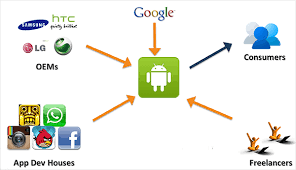 Google
SAMSUNG
hTC
quietly brilliant
LG
OEMs
Consumers
App Dev Houses
f
Freelancers